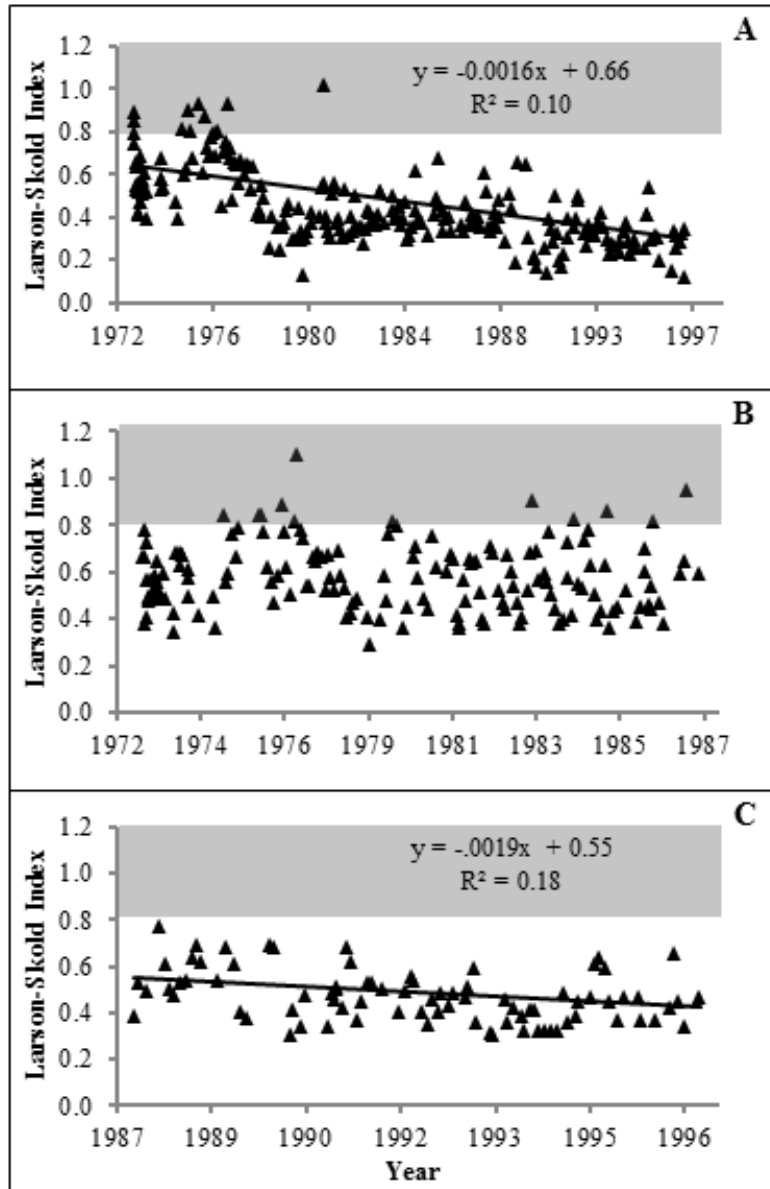 A
1.2
y = -0.0016x + 0.66
1.0
R² = 0.10
0.8
0.6
0.4
0.2
0.0
Larson-Skold Index
1972 1976 1980 1984 1988 1993 1997
B
1.2
1.0
0.8
0.6
0.4
0.2
0.0
Larson-Skold Index
1972 1974 1976 1979 1981 1983 1985 1987
C
1.2
y = -.0019x + 0.55
1.0
R² = 0.18
0.8
0.6
0.4
0.2
0.0
Larson-Skold Index
1987 1989 1990 1992 1993 1995 1996
Year